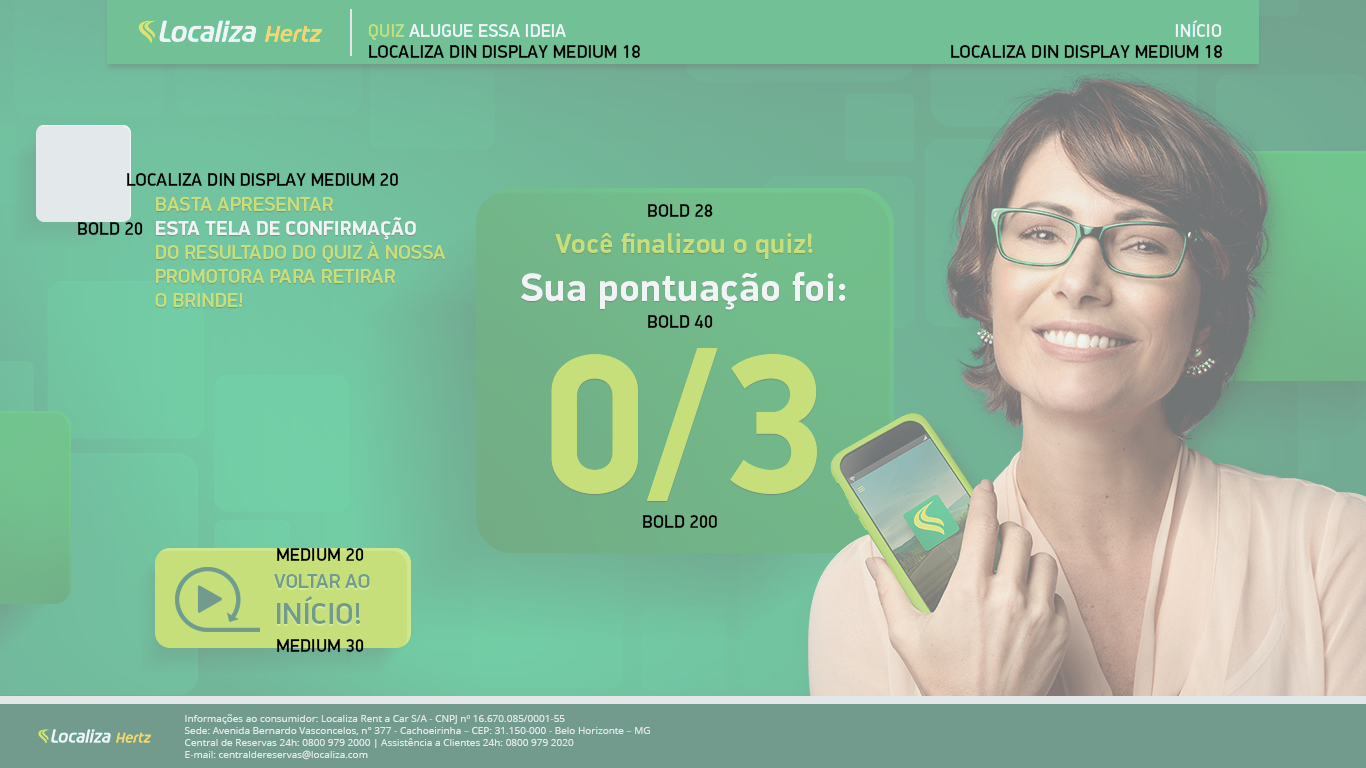 Localiza Hertz
QUIZ ALUGUE ESSA IDEIA
LOCALIZA DIN DISPLAY MEDIUM 18
INÍCIO
LOCALIZA DIN DISPLAY MEDIUM 18
LOCALIZA DIN DISPLAY MEDIUM 20
BASTA APRESENTAR
BOLD 20 ESTA TELA DE CONFIRMAÇÃO
DO RESULTADO DO QUIZ À NOSSA
PROMOTORA PARA RETIRAR
O BRINDE!
BOLD 28
Você finalizou o quiz!
Sua pontuação foi:
BOLD 40
0/3
BOLD 200
MEDIUM 20
VOLTAR AO
INÍCIO!
MEDIUM 30
Localiza Hertz
Informações ao consumidor: Localiza Rent a Car S/A - CNPJ nº 16.670.085/0001-55
Sede: Avenida Bernardo Vasconcelos, n° 377 - Cachoeirinha – CEP: 31.150-000 - Belo Horizonte – MG
Central de Reservas 24h: 0800 979 2000 | Assistência a Clientes 24h: 0800 979 2020
E-mail: centraldereservas@localiza.com